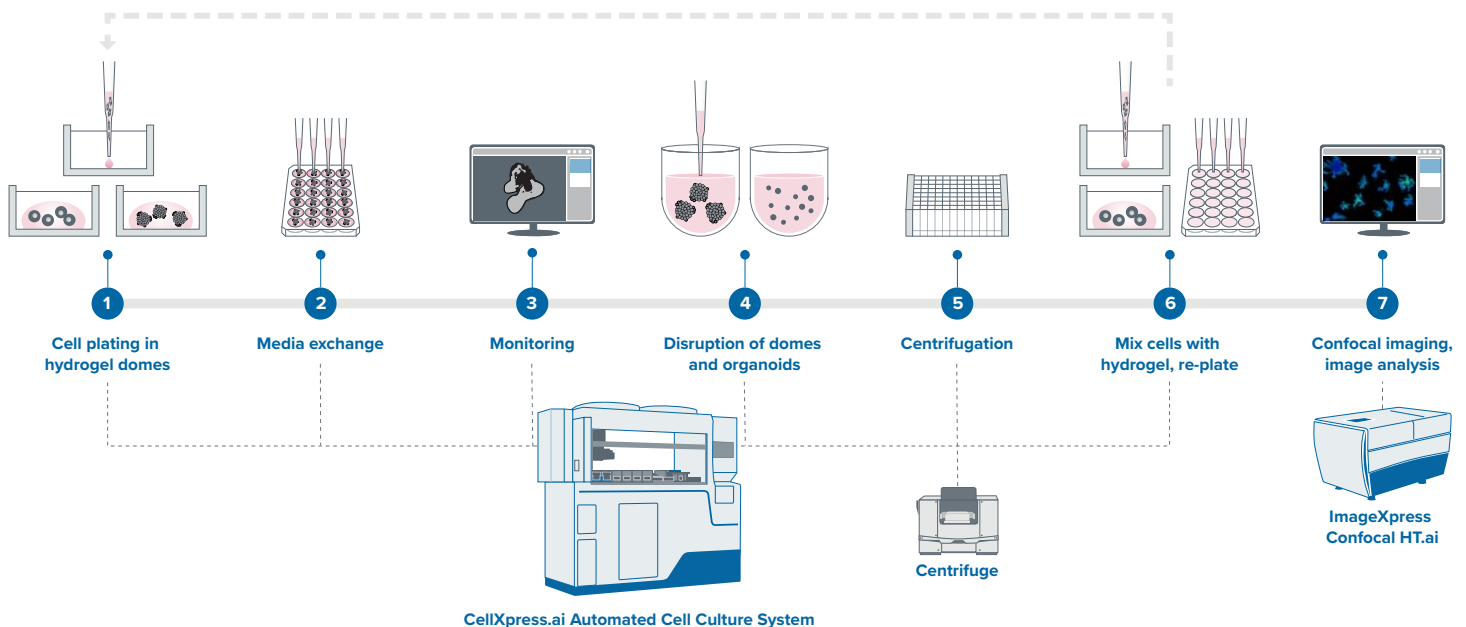 1
Cell plating in
hydrogel domes
2
Media exchange
3
Monitoring
4
Disruption of domes
and organoids
5
Centrifugation
6
Mix cells with
hydrogel, re-plate
7
Confocal imaging,
image analysis
CellXpress.ai Automated Cell Culture System
Centrifuge
ImageXpress
Confocal HT.ai